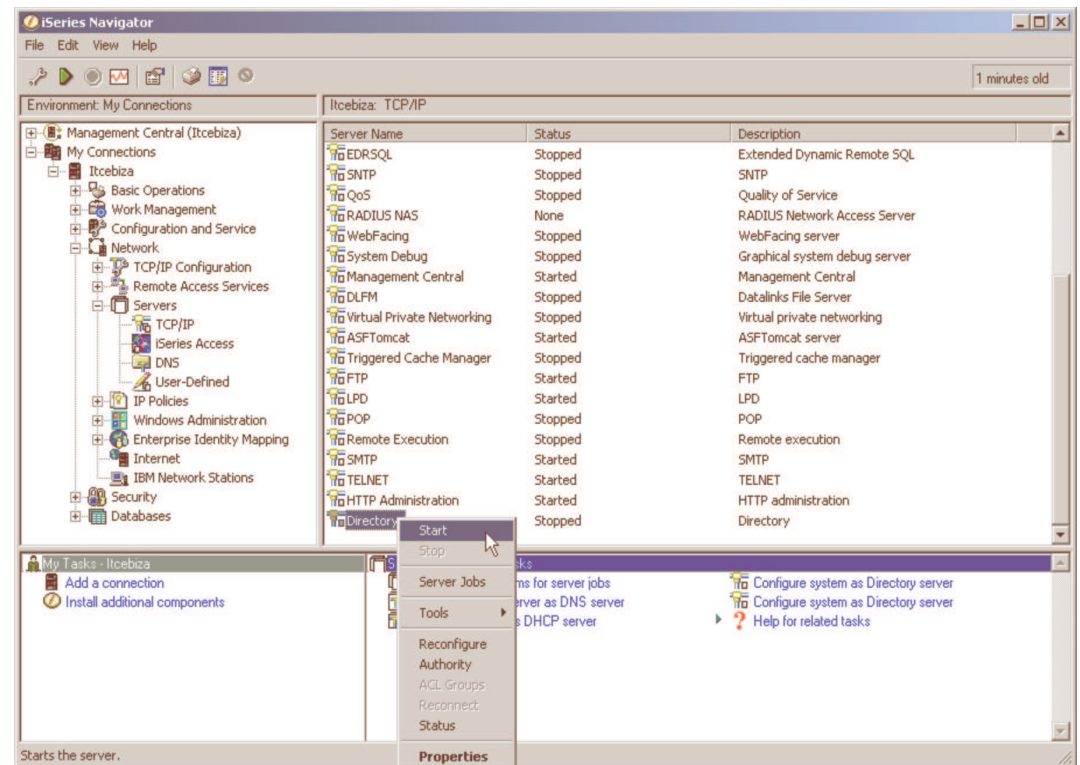 iSeries Navigator
File Edit View Help
1 minutes old
Environment: My Connections
Itcebiza: TCP/IP
Management Central (Itcebiza)
My Connections
Itcebiza
Basic Operations
Work Management
Configuration and Service
Network
TCP/IP Configuration
Remote Access Services
Servers
TCP/IP
iSeries Access
DNS
User-Defined
IP Policies
Windows Administration
Enterprise Identity Mapping
Internet
IBM Network Stations
Security
Databases
Server Name Status Description
EDRSQL Stopped Extended Dynamic Remote SQL
SNTP Stopped SNTP
QoS Stopped Quality of Service
RADIUS NAS None RADIUS Network Access Server
WebFacing Stopped WebFacing server
System Debug Stopped Graphical system debug server
Management Central Started Management Central
DLFM Stopped Datalinks File Server
Virtual Private Networking Stopped Virtual private networking
ASFTomcat Started ASFTomcat server
Triggered Cache Manager Stopped Triggered cache manager
FTP Started FTP
LPD Started LPD
POP Stopped POP
Remote Execution Stopped Remote execution
SMTP Started SMTP
TELNET Started TELNET
HTTP Administration Started HTTP administration
Directory Stopped Directory
Start
Stop
Server Jobs
Tools
Reconfigure
Authority
ACL Groups
Reconnect
Status
Properties
My Tasks - Itcebiza
Add a connection
Install additional components
S sks
ms for server jobs
erver as DNS server
s DHCP server
Configure system as Directory server
Configure system as Directory server
Help for related tasks
Starts the server.